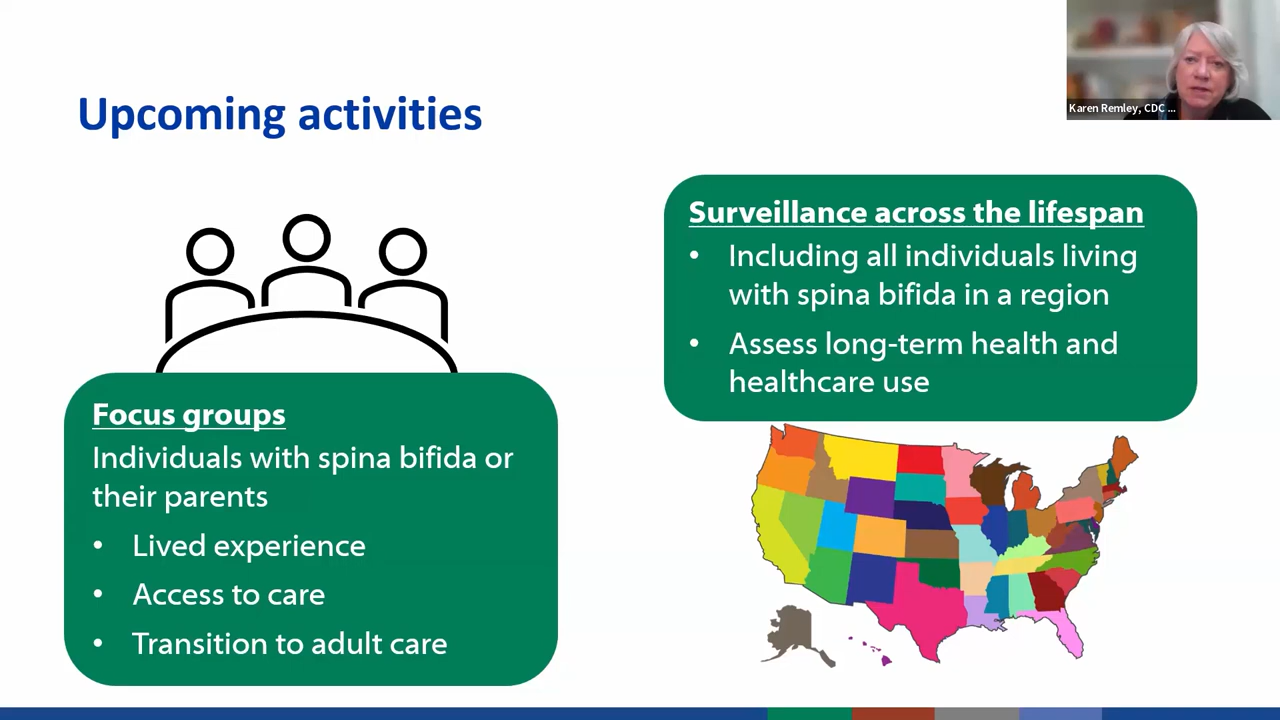 Upcoming activities
Karen Remley, CDC ...
Surveillance across the lifespan
• Including all individuals living
with spina bifida in a region
• Assess long-term health and
healthcare use
Focus groups
Individuals with spina bifida or
their parents
• Lived experience
• Access to care
• Transition to adult care